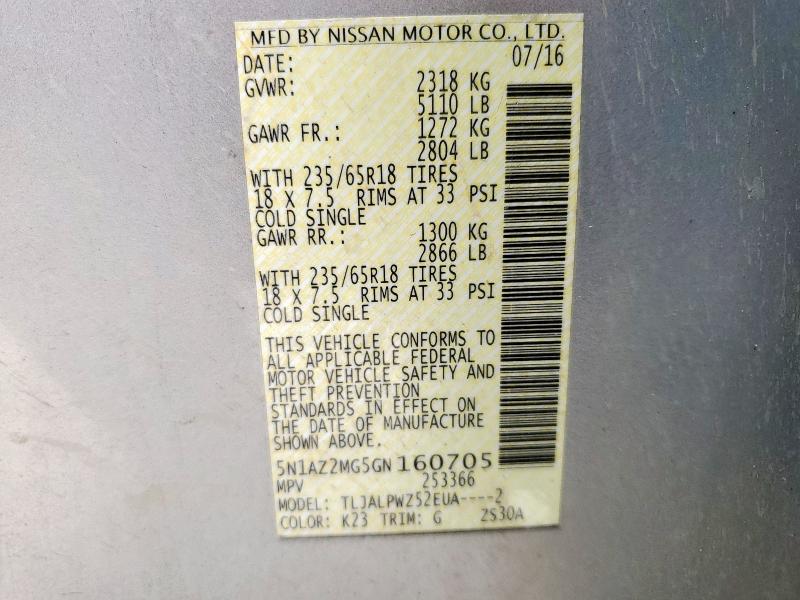 MFD BY NISSAN MOTOR CO., LTD.
DATE: 07/16
GVWR: 2318 KG
5110 LB
GAWR FR.: 1272 KG
2804 LB
WITH 235/65R18 TIRES
18 X 7.5 RIMS AT 33 PSI
COLD SINGLE
GAWR RR.: 1300 KG
2866 LB
WITH 235/65R18 TIRES
18 X 7.5 RIMS AT 33 PSI
COLD SINGLE
THIS VEHICLE CONFORMS TO
ALL APPLICABLE FEDERAL
MOTOR VEHICLE SAFETY AND
THEFT PREVENTION
STANDARDS IN EFFECT ON
THE DATE OF MANUFACTURE
SHOWN ABOVE.
5N1AZ2MG5GN160705
MPV 253366
MODEL: TLJALPWZ52EUA----2
COLOR: K23 TRIM: G 2S30A